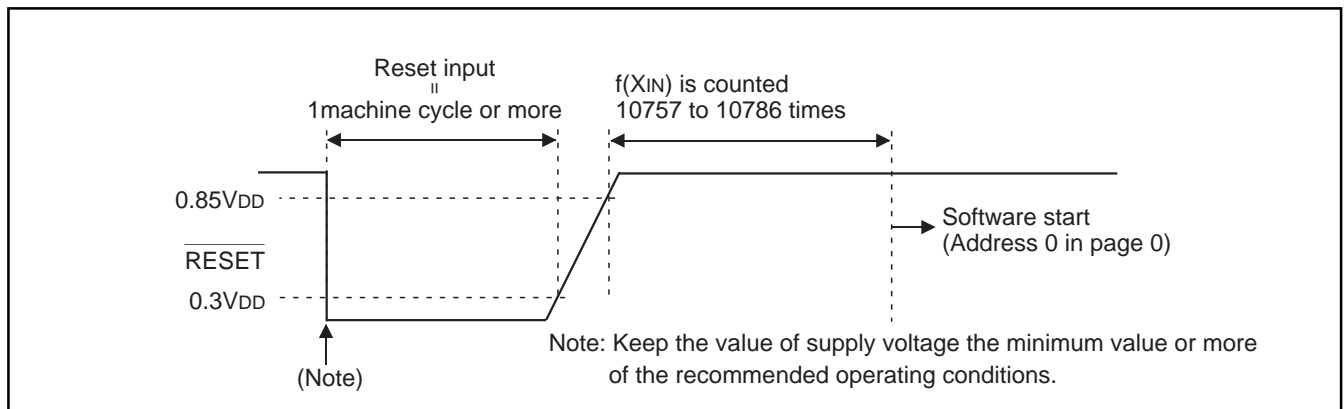 Reset input
=
1machine cycle or more
f(XIN) is counted
10757 to 10786 times
0.85VDD
RESET
0.3VDD
Software start
(Address 0 in page 0)
(Note)
Note: Keep the value of supply voltage the minimum value or more
of the recommended operating conditions.